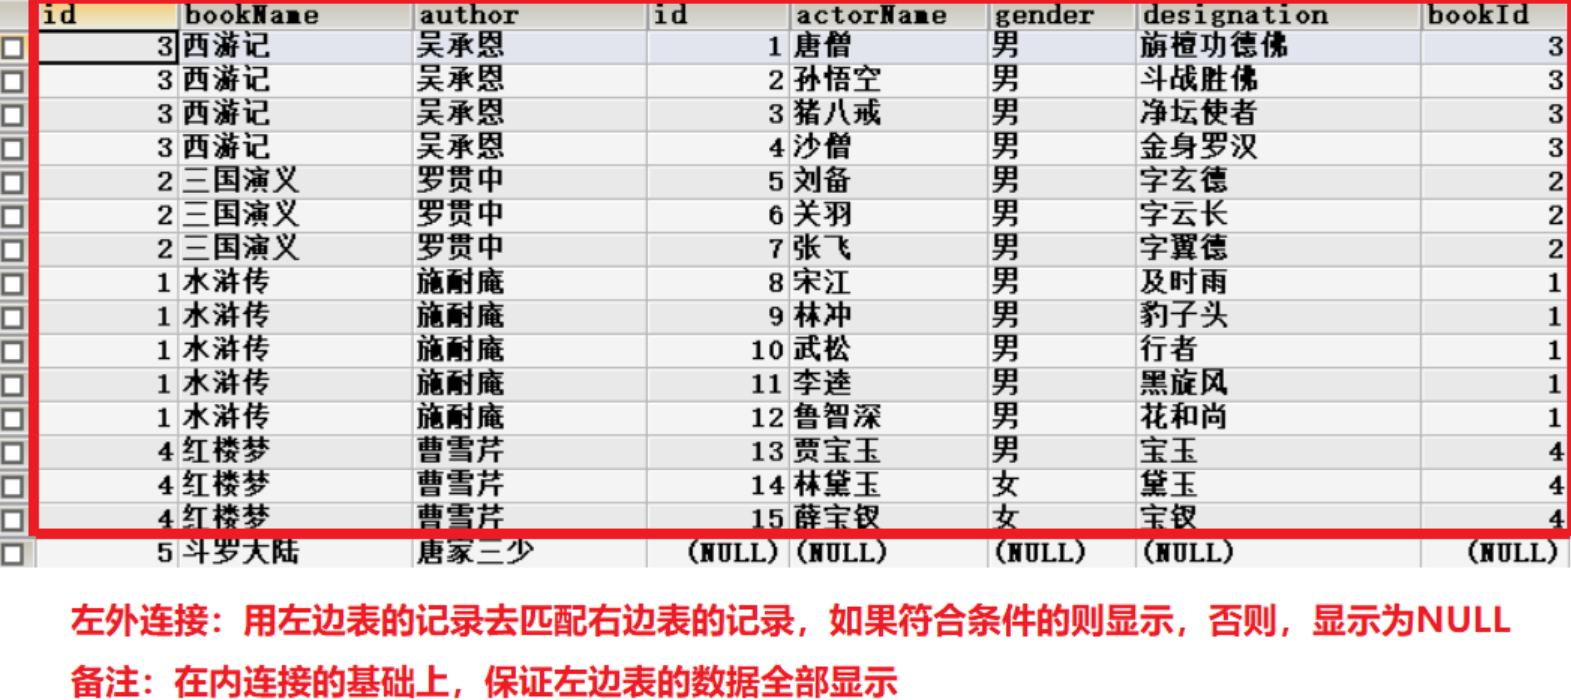 id bookName author id actorName gender designation bookId
3 西游记 吴承恩 1 唐僧 男 旃檀功德佛 3
3 西游记 吴承恩 2 孙悟空 男 斗战胜佛 3
3 西游记 吴承恩 3 猪八戒 男 净坛使者 3
3 西游记 吴承恩 4 沙僧 男 金身罗汉 3
2 三国演义 罗贯中 5 刘备 男 字玄德 2
2 三国演义 罗贯中 6 关羽 男 字云长 2
2 三国演义 罗贯中 7 张飞 男 字翼德 2
1 水浒传 施耐庵 8 宋江 男 及时雨 1
1 水浒传 施耐庵 9 林冲 男 豹子头 1
1 水浒传 施耐庵 10 武松 男 行者 1
1 水浒传 施耐庵 11 李逵 男 黑旋风 1
1 水浒传 施耐庵 12 鲁智深 男 花和尚 1
4 红楼梦 曹雪芹 13 贾宝玉 男 宝玉 4
4 红楼梦 曹雪芹 14 林黛玉 女 黛玉 4
4 红楼梦 曹雪芹 15 薛宝钗 女 宝钗 4
5 斗罗大陆 唐家三少 (NULL) (NULL) (NULL) (NULL) (NULL)
左外连接：用左边表的记录去匹配右边表的记录，如果符合条件的则显示，否则，显示为NULL
备注：在内连接的基础上，保证左边表的数据全部显示